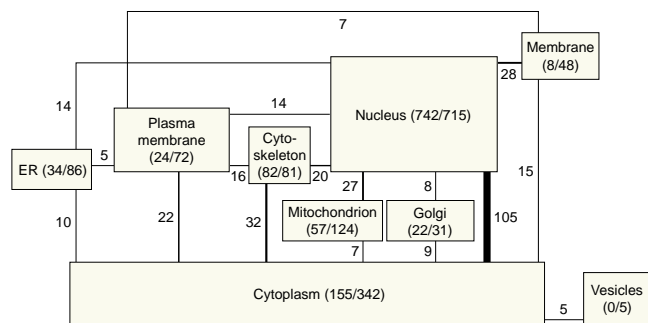 7
Membrane
(8/48)
28
14
14
Nucleus (742/715)
Plasma
membrane
(24/72)
Cyto-
skeleton
(82/81)
5
ER (34/86)
16
20
27
8
15
10
22
32
Mitochondrion
(57/124)
Golgi
(22/31)
105
7
9
Cytoplasm (155/342)
5
Vesicles
(0/5)